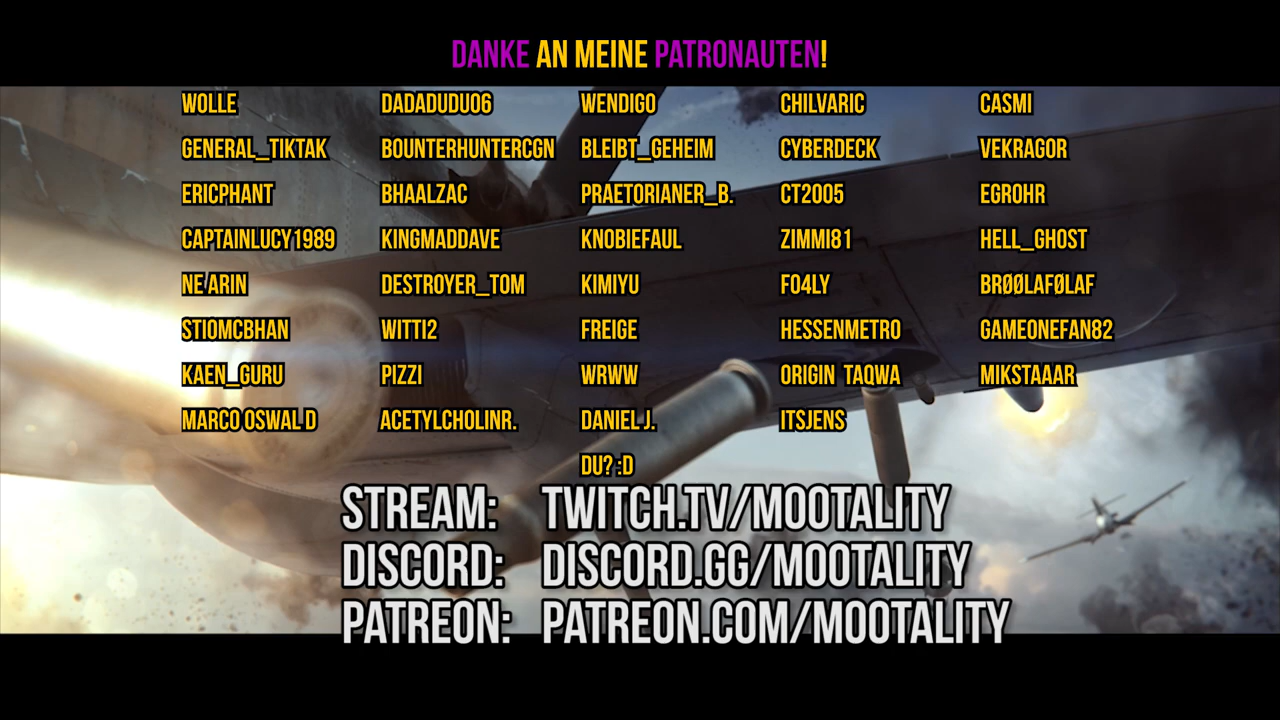 DANKE AN MEINE PATRONAUTEN!
WOLLE DADADUDU06 WENDIGO CHILVARIC CASMI
GENERAL_TIKTAK BOUNTERHUNTERCGN BLEIBT_GEHEIM CYBERDECK VEKRAGOR
ERICPHANT BHAALZAC PRAETORIANER_B. CT2005 EGROHR
CAPTAINLUCY1989 KINGMADDAVE KNOBIEFAUL ZIMMI81 HELL_GHOST
NE ARIN DESTROYER_TOM KIMIYU FO4LY BRØØLAFØLAF
STIOMCBHAN WITTI2 FREIGE HESSENMETRO GAMEONEFAN82
KAEN_GURU PIZZI WRWW ORIGIN TAQWA MIKSTAAAR
MARCO OSWAL D ACETYLCHOLINR. DANIEL J. ITSJENS
DU? :D
STREAM: TWITCH.TV/MOOTALITY
DISCORD: DISCORD.GG/MOOTALITY
PATREON: PATREON.COM/MOOTALITY